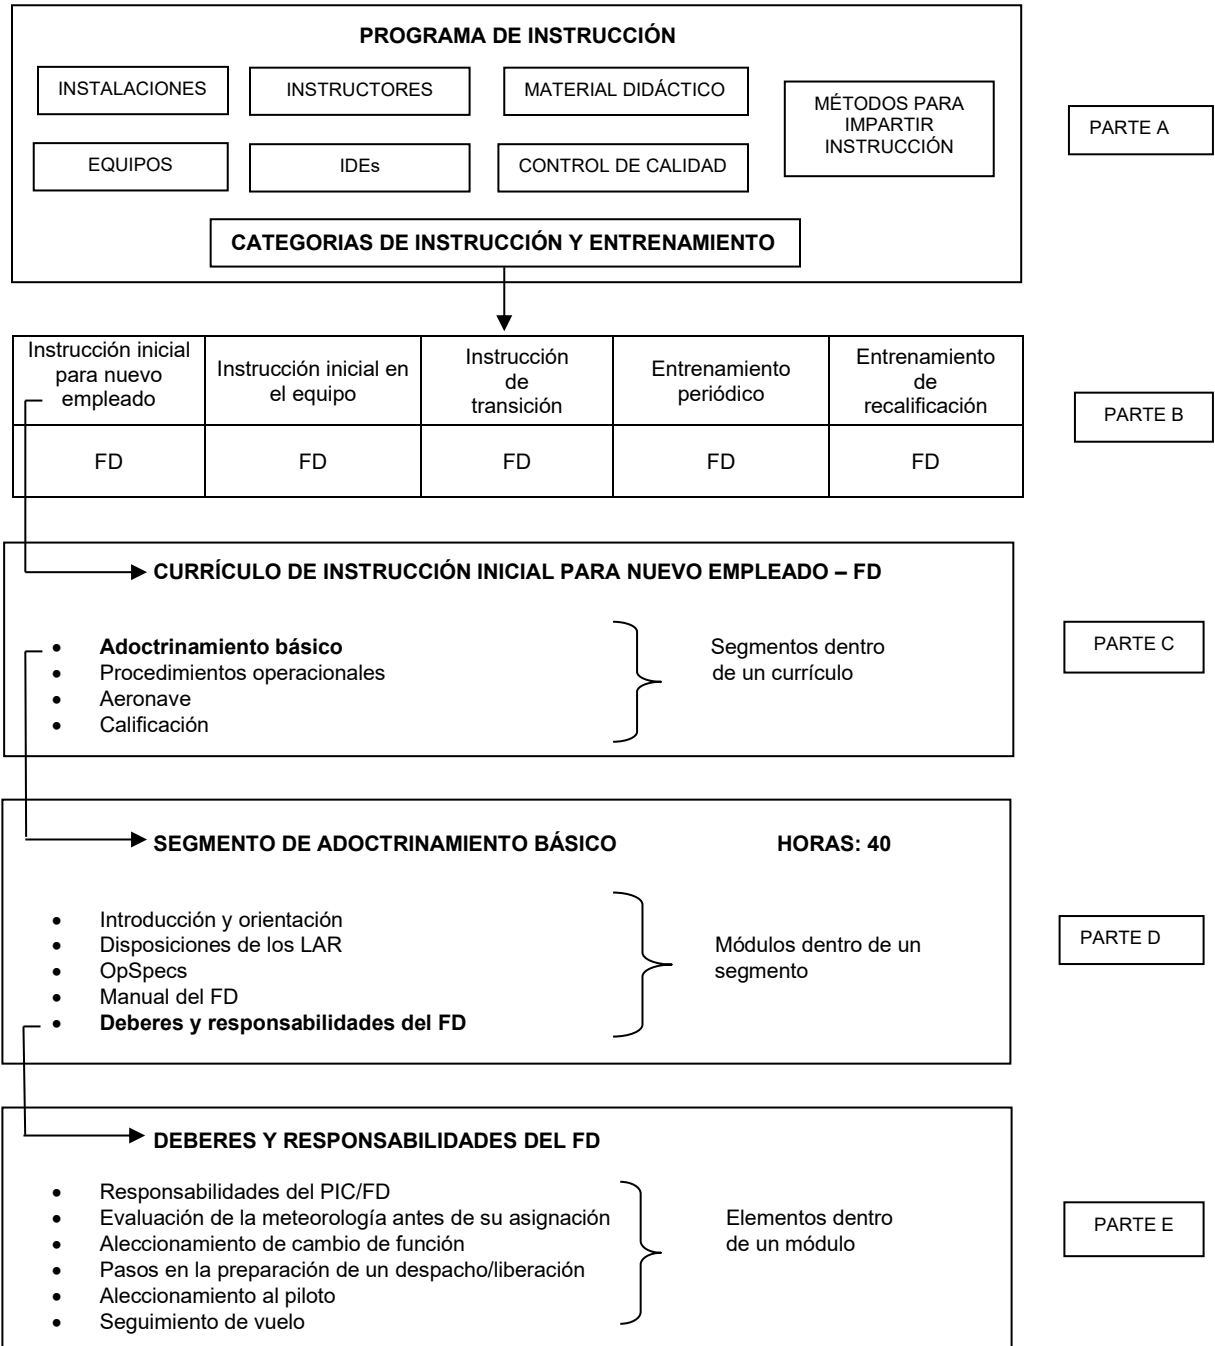 PROGRAMA DE INSTRUCCIÓN
INSTALACIONES
INSTRUCTORES
MATERIAL DIDÁCTICO
MÉTODOS PARA
IMPARTIR
INSTRUCCIÓN
PARTE A
EQUIPOS
IDEs
CONTROL DE CALIDAD
CATEGORIAS DE INSTRUCCIÓN Y ENTRENAMIENTO
Instrucción inicial
para nuevo
empleado
Instrucción inicial en
el equipo
Instrucción
de
transición
Entrenamiento
periódico
Entrenamiento
de
recalificación
PARTE B
FD
FD
FD
FD
FD
CURRÍCULO DE INSTRUCCIÓN INICIAL PARA NUEVO EMPLEADO – FD
• Adoctrinamiento básico
• Procedimientos operacionales
• Aeronave
• Calificación
Segmentos dentro
de un currículo
PARTE C
SEGMENTO DE ADOCTRINAMIENTO BÁSICO HORAS: 40
• Introducción y orientación
• Disposiciones de los LAR
• OpSpecs
• Manual del FD
• Deberes y responsabilidades del FD
Módulos dentro de un
segmento
PARTE D
DEBERES Y RESPONSABILIDADES DEL FD
• Responsabilidades del PIC/FD
• Evaluación de la meteorología antes de su asignación
• Aleccionamiento de cambio de función
• Pasos en la preparación de un despacho/liberación
• Aleccionamiento al piloto
• Seguimiento de vuelo
Elementos dentro
de un módulo
PARTE E